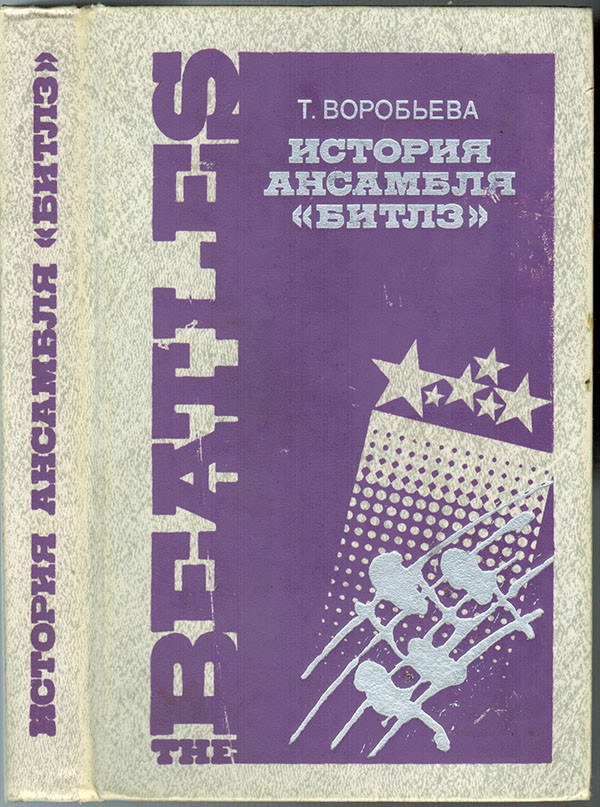 ИСТОРИЯ АНСАМБЛЯ «БИТЛЗ»
THE BEATLES
Т. ВОРОБЬЕВА
ИСТОРИЯ
АНСАМБЛЯ
«БИТЛЗ»